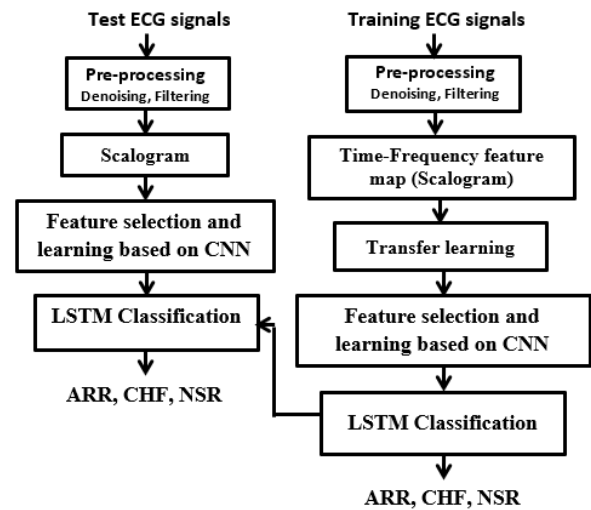 Test ECG signals
Pre-processing
Denoising, Filtering
Scalogram
Feature selection and
learning based on CNN
LSTM Classification
ARR, CHF, NSR
Training ECG signals
Pre-processing
Denoising, Filtering
Time-Frequency feature
map (Scalogram)
Transfer learning
Feature selection and
learning based on CNN
LSTM Classification
ARR, CHF, NSR